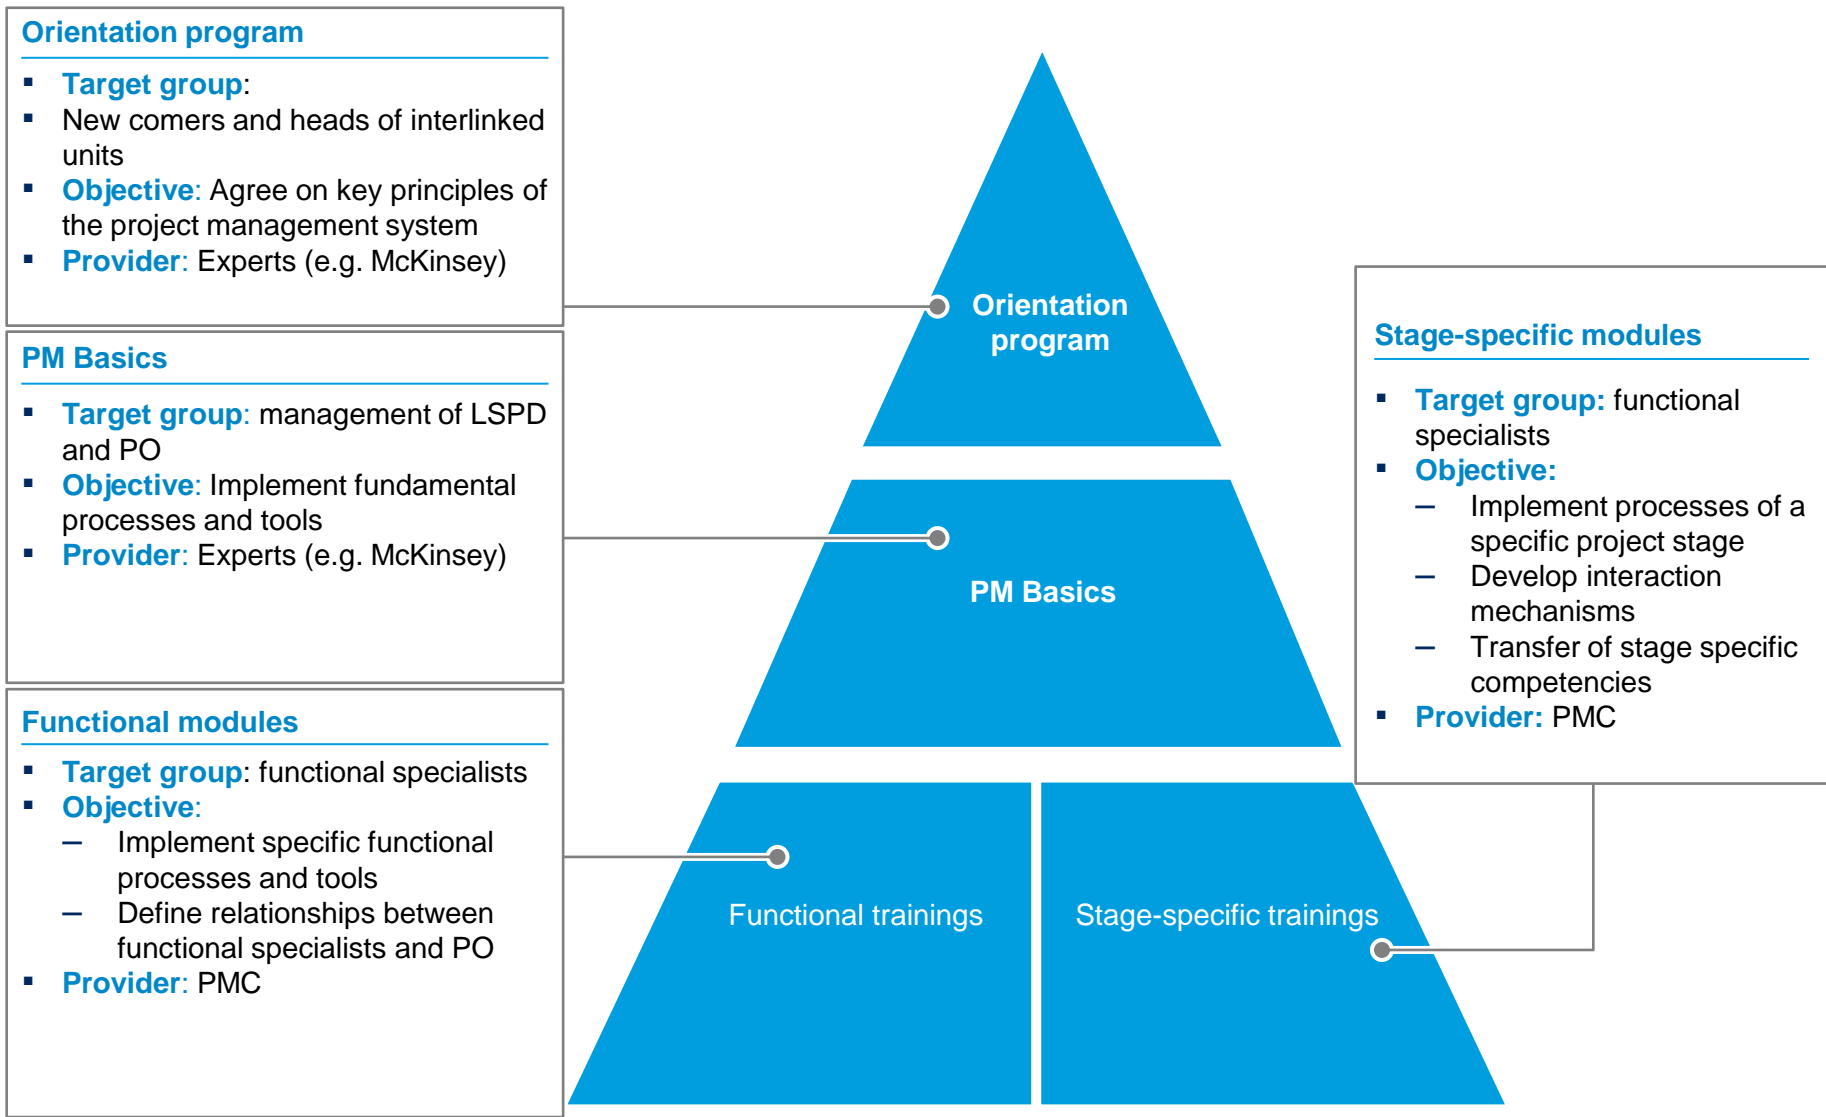 Orientation program
▪ Target group:
▪ New comers and heads of interlinked
units
▪ Objective: Agree on key principles of
the project management system
▪ Provider: Experts (e.g. McKinsey)
PM Basics
▪ Target group: management of LSPD
and PO
▪ Objective: Implement fundamental
processes and tools
▪ Provider: Experts (e.g. McKinsey)
Functional modules
▪ Target group: functional specialists
▪ Objective:
– Implement specific functional
processes and tools
– Define relationships between
functional specialists and PO
▪ Provider: PMC
Orientation
program
PM Basics
Functional trainings
Stage-specific trainings
Stage-specific modules
▪ Target group: functional
specialists
▪ Objective:
– Implement processes of a
specific project stage
– Develop interaction
mechanisms
– Transfer of stage specific
competencies
▪ Provider: PMC